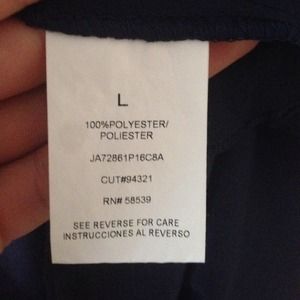 L
100%POLYESTER/
POLIESTER
JA72861P16C8A
CUT#94321
RN# 58539
SEE REVERSE FOR CARE
INSTRUCCIONES AL REVERSO